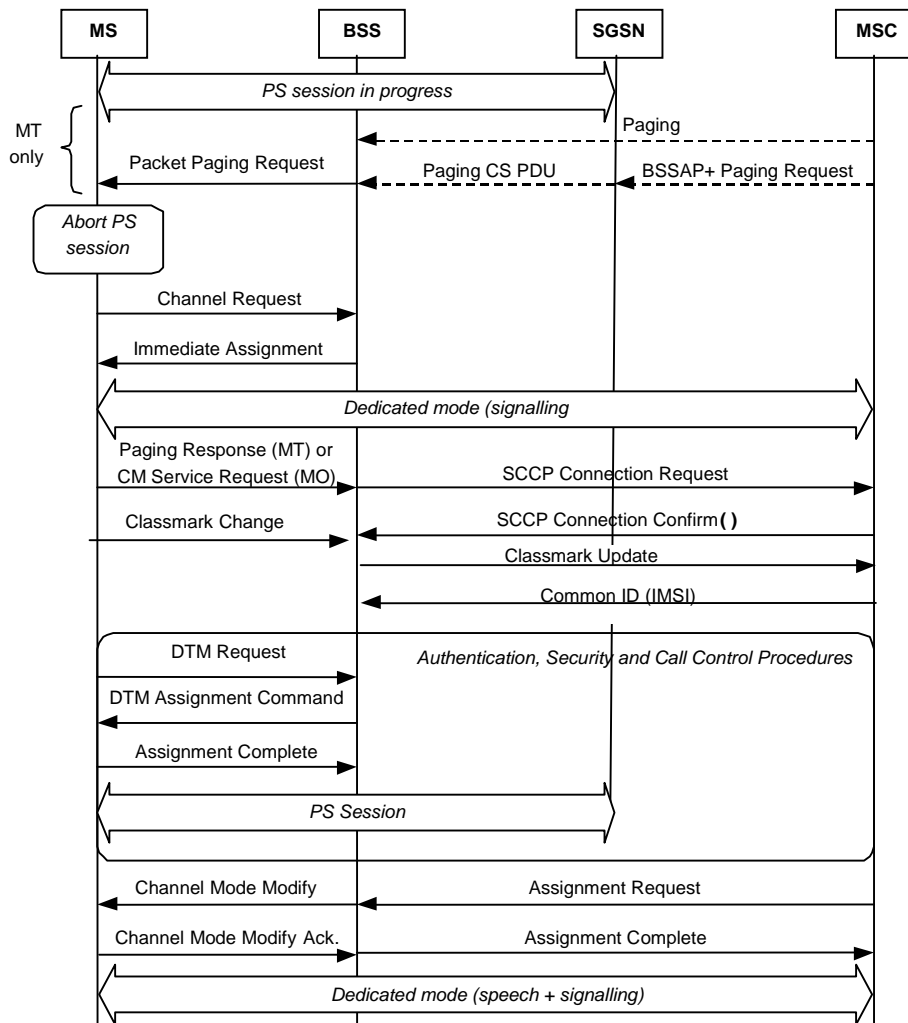 MS
BSS
SGSN
MSC
PS session in progress
MT
only
Paging
Packet Paging Request
Paging CS PDU
BSSAP+ Paging Request
Abort PS
session
Channel Request
Immediate Assignment
Dedicated mode (signalling
Paging Response (MT) or
CM Service Request (MO)
SCCP Connection Request
Classmark Change
SCCP Connection Confirm( )
Classmark Update
Common ID (IMSI)
DTM Request
Authentication, Security and Call Control Procedures
DTM Assignment Command
Assignment Complete
PS Session
Channel Mode Modify
Assignment Request
Channel Mode Modify Ack.
Assignment Complete
Dedicated mode (speech + signalling)